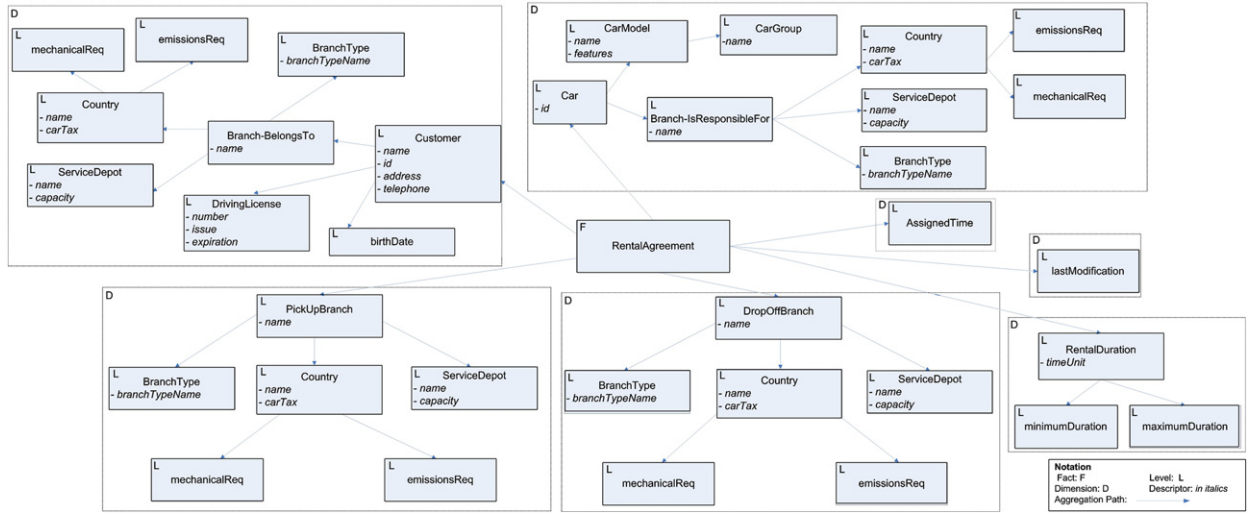 D
L
mechanicalReq
L
emissionsReq
L
BranchType
- branchTypeName
L
Country
- name
- carTax
L
Branch-BelongsTo
- name
L
Customer
- name
- id
- address
- telephone
L
ServiceDepot
- name
- capacity
L
DrivingLicense
- number
- issue
- expiration
L
birthDate
D
L
CarModel
- name
- features
L
CarGroup
-name
L
Country
- name
- carTax
L
emissionsReq
L
mechanicalReq
L
Car
- id
L
Branch-IsResponsibleFor
- name
L
ServiceDepot
- name
- capacity
L
BranchType
- branchTypeName
F
RentalAgreement
D
L
AssignedTime
D
L
lastModification
D
L
PickUpBranch
- name
L
BranchType
- branchTypeName
L
Country
- name
- carTax
L
ServiceDepot
- name
- capacity
L
mechanicalReq
L
emissionsReq
D
L
DropOffBranch
- name
L
BranchType
- branchTypeName
L
Country
- name
- carTax
L
ServiceDepot
- name
- capacity
L
mechanicalReq
L
emissionsReq
D
L
RentalDuration
- timeUnit
L
minimumDuration
L
maximumDuration
Notation
Fact: F Level: L
Dimension: D Descriptor: in italics
Aggregation Path: